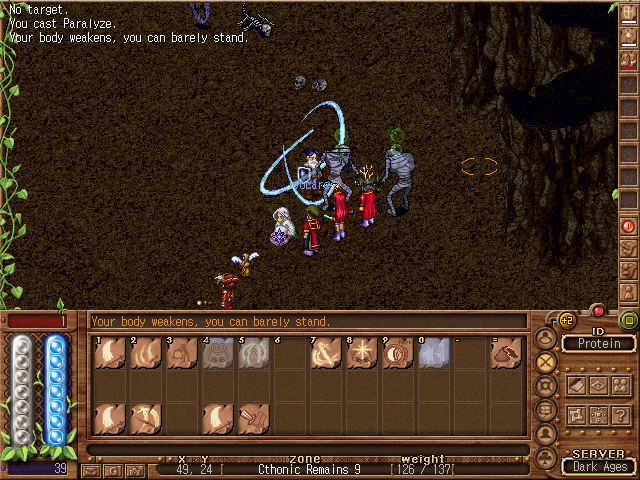 No target.
You cast Paralyze.
Your body weakens, you can barely stand.
1
Your body weakens, you can barely stand.
+2
ID
Protein
1 2 3 4 5 6 7 8 9 0 - =
SERVER
Dark Ages
39
X Y zone weight
49, 24 Cthonic Remains 9 126 / 137
G
?